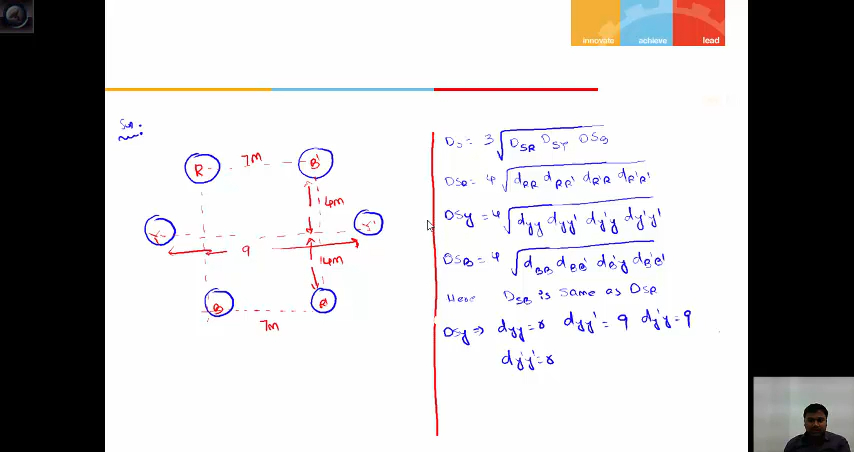 innovate achieve lead
Sol:
R 7m B'
4m
Y Y'
9
4m
B R'
7m
Ds = 3√DSR DSY DSB
DSR = 4√dRR dRR' dR'R dR'R'
DSY = 4√dyy dyy' dy'y dy'y'
DSB = 4√dBB dBB' dB'y dB'B'
Here DSB is same as DSR
DSy ⇒ dyy = r dyy' = 9 dy'y = 9
dy'y' = r